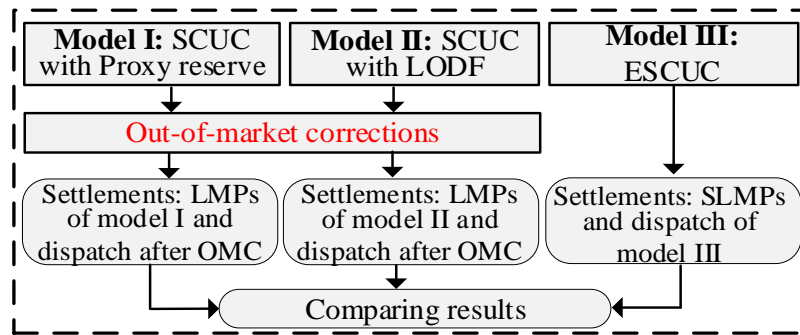 Model I: SCUC
with Proxy reserve
Model II: SCUC
with LODF
Model III:
ESCUC
Out-of-market corrections
Settlements: LMPs
of model I and
dispatch after OMC
Settlements: LMPs
of model II and
dispatch after OMC
Settlements: SLMPs
and dispatch of
model III
Comparing results